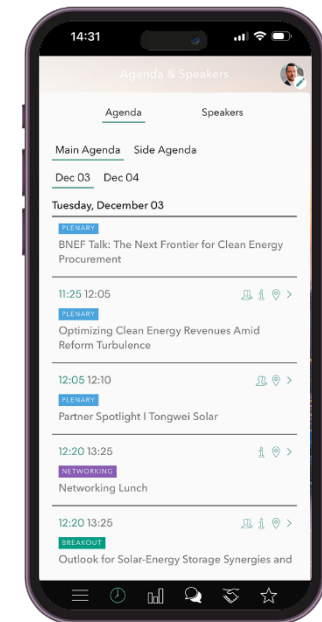 14:31
Agenda & Speakers
Agenda Speakers
Main Agenda Side Agenda
Dec 03 Dec 04
Tuesday, December 03
PLENARY
BNEF Talk: The Next Frontier for Clean Energy
Procurement
11:25 12:05
PLENARY
Optimizing Clean Energy Revenues Amid
Reform Turbulence
12:05 12:10
PLENARY
Partner Spotlight I Tongwei Solar
12:20 13:25
NETWORKING
Networking Lunch
12:20 13:25
BREAKOUT
Outlook for Solar-Energy Storage Synergies and